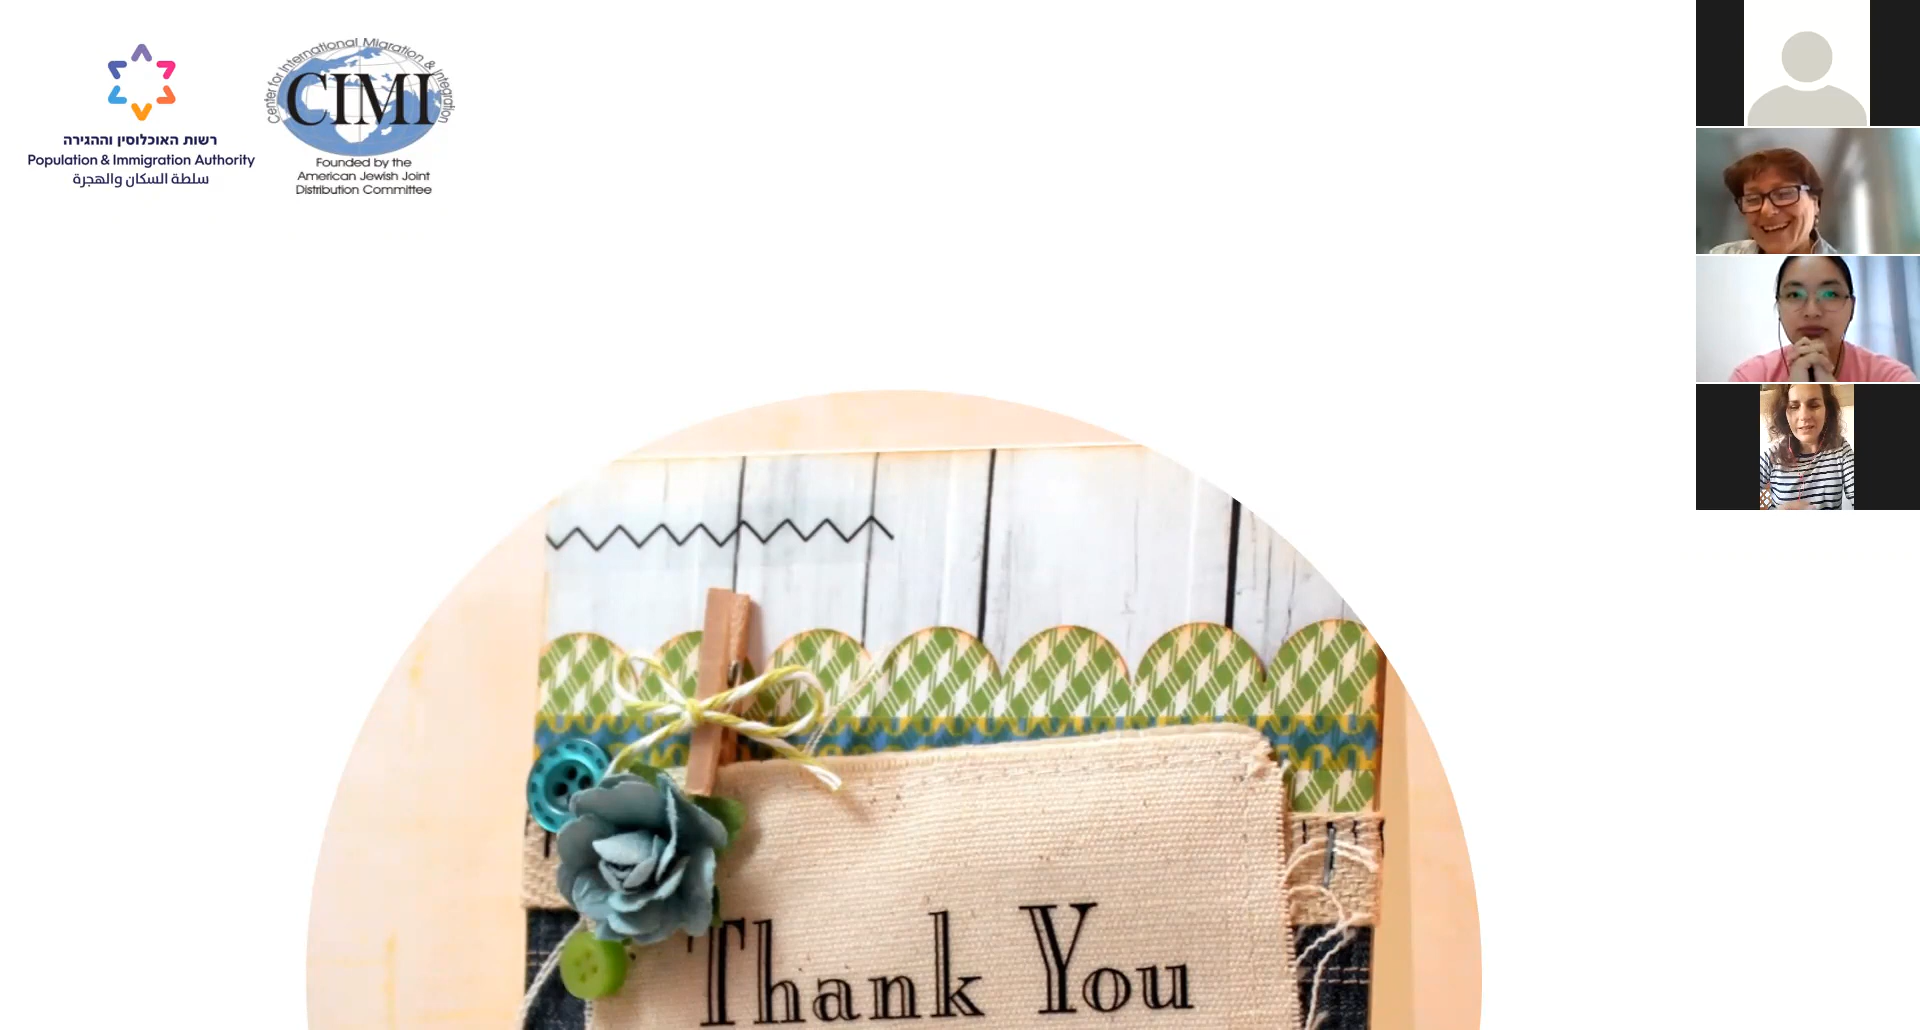 רשות האוכלוסין וההגירה
Population & Immigration Authority
سلطة السكان والهجرة
Center for International Migration & Integration
CIMI
Founded by the
American Jewish Joint
Distribution Committee
Thank You